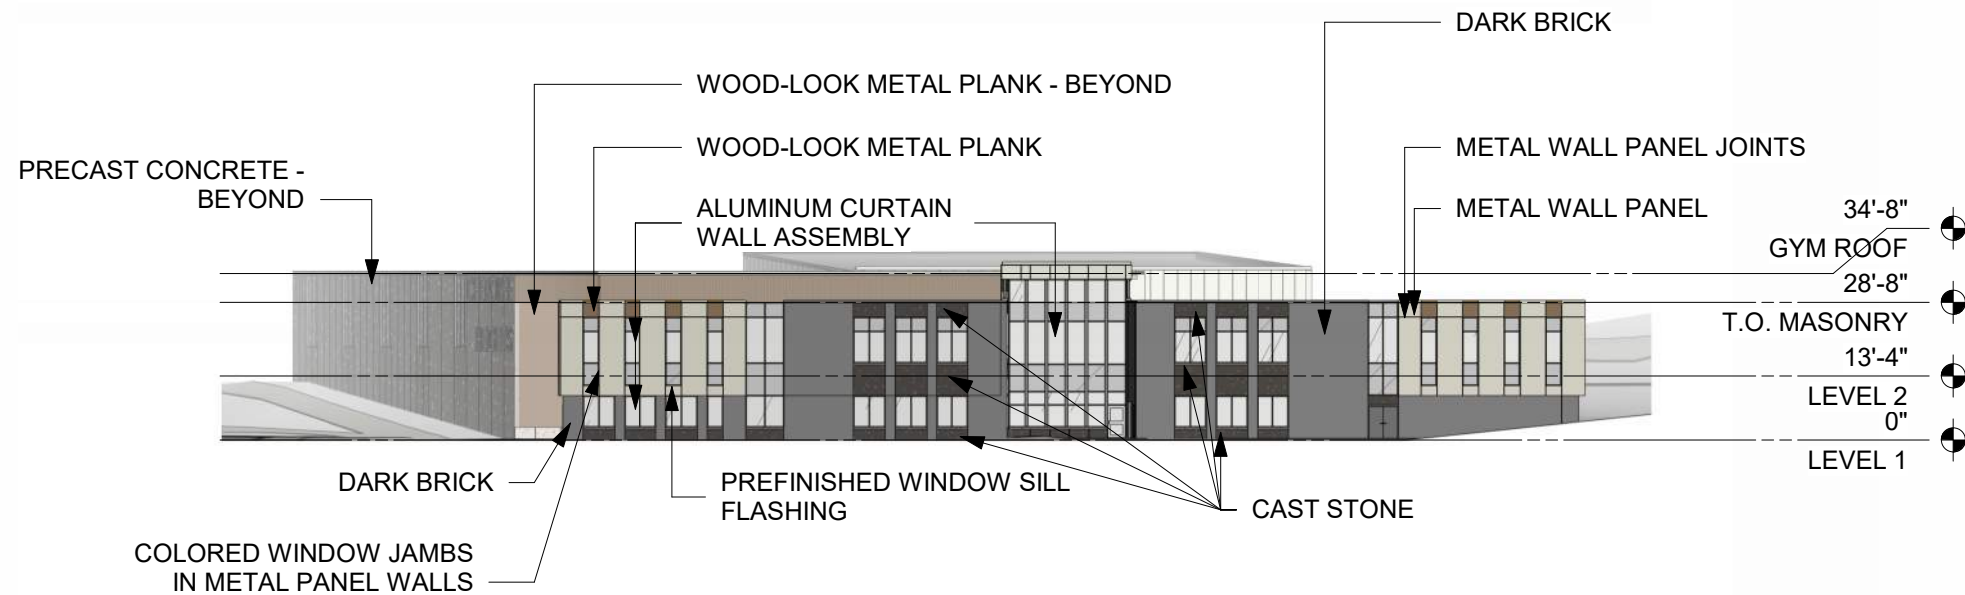 DARK BRICK
WOOD-LOOK METAL PLANK - BEYOND
WOOD-LOOK METAL PLANK
METAL WALL PANEL JOINTS
PRECAST CONCRETE -
BEYOND
ALUMINUM CURTAIN
WALL ASSEMBLY
METAL WALL PANEL
34'-8"
GYM ROOF
28'-8"
T.O. MASONRY
13'-4"
LEVEL 2
0"
LEVEL 1
DARK BRICK
PREFINISHED WINDOW SILL
FLASHING
CAST STONE
COLORED WINDOW JAMBS
IN METAL PANEL WALLS